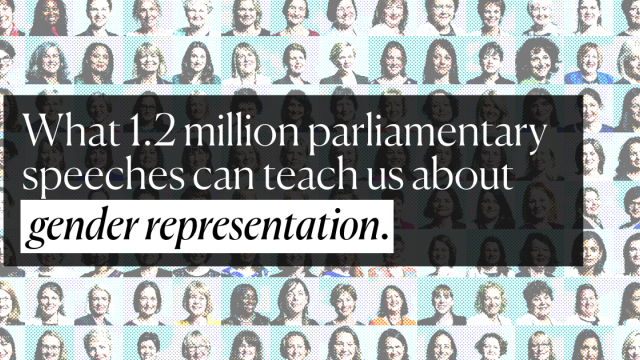 What 1.2 million parliamentary
speeches can teach us about
gender representation.